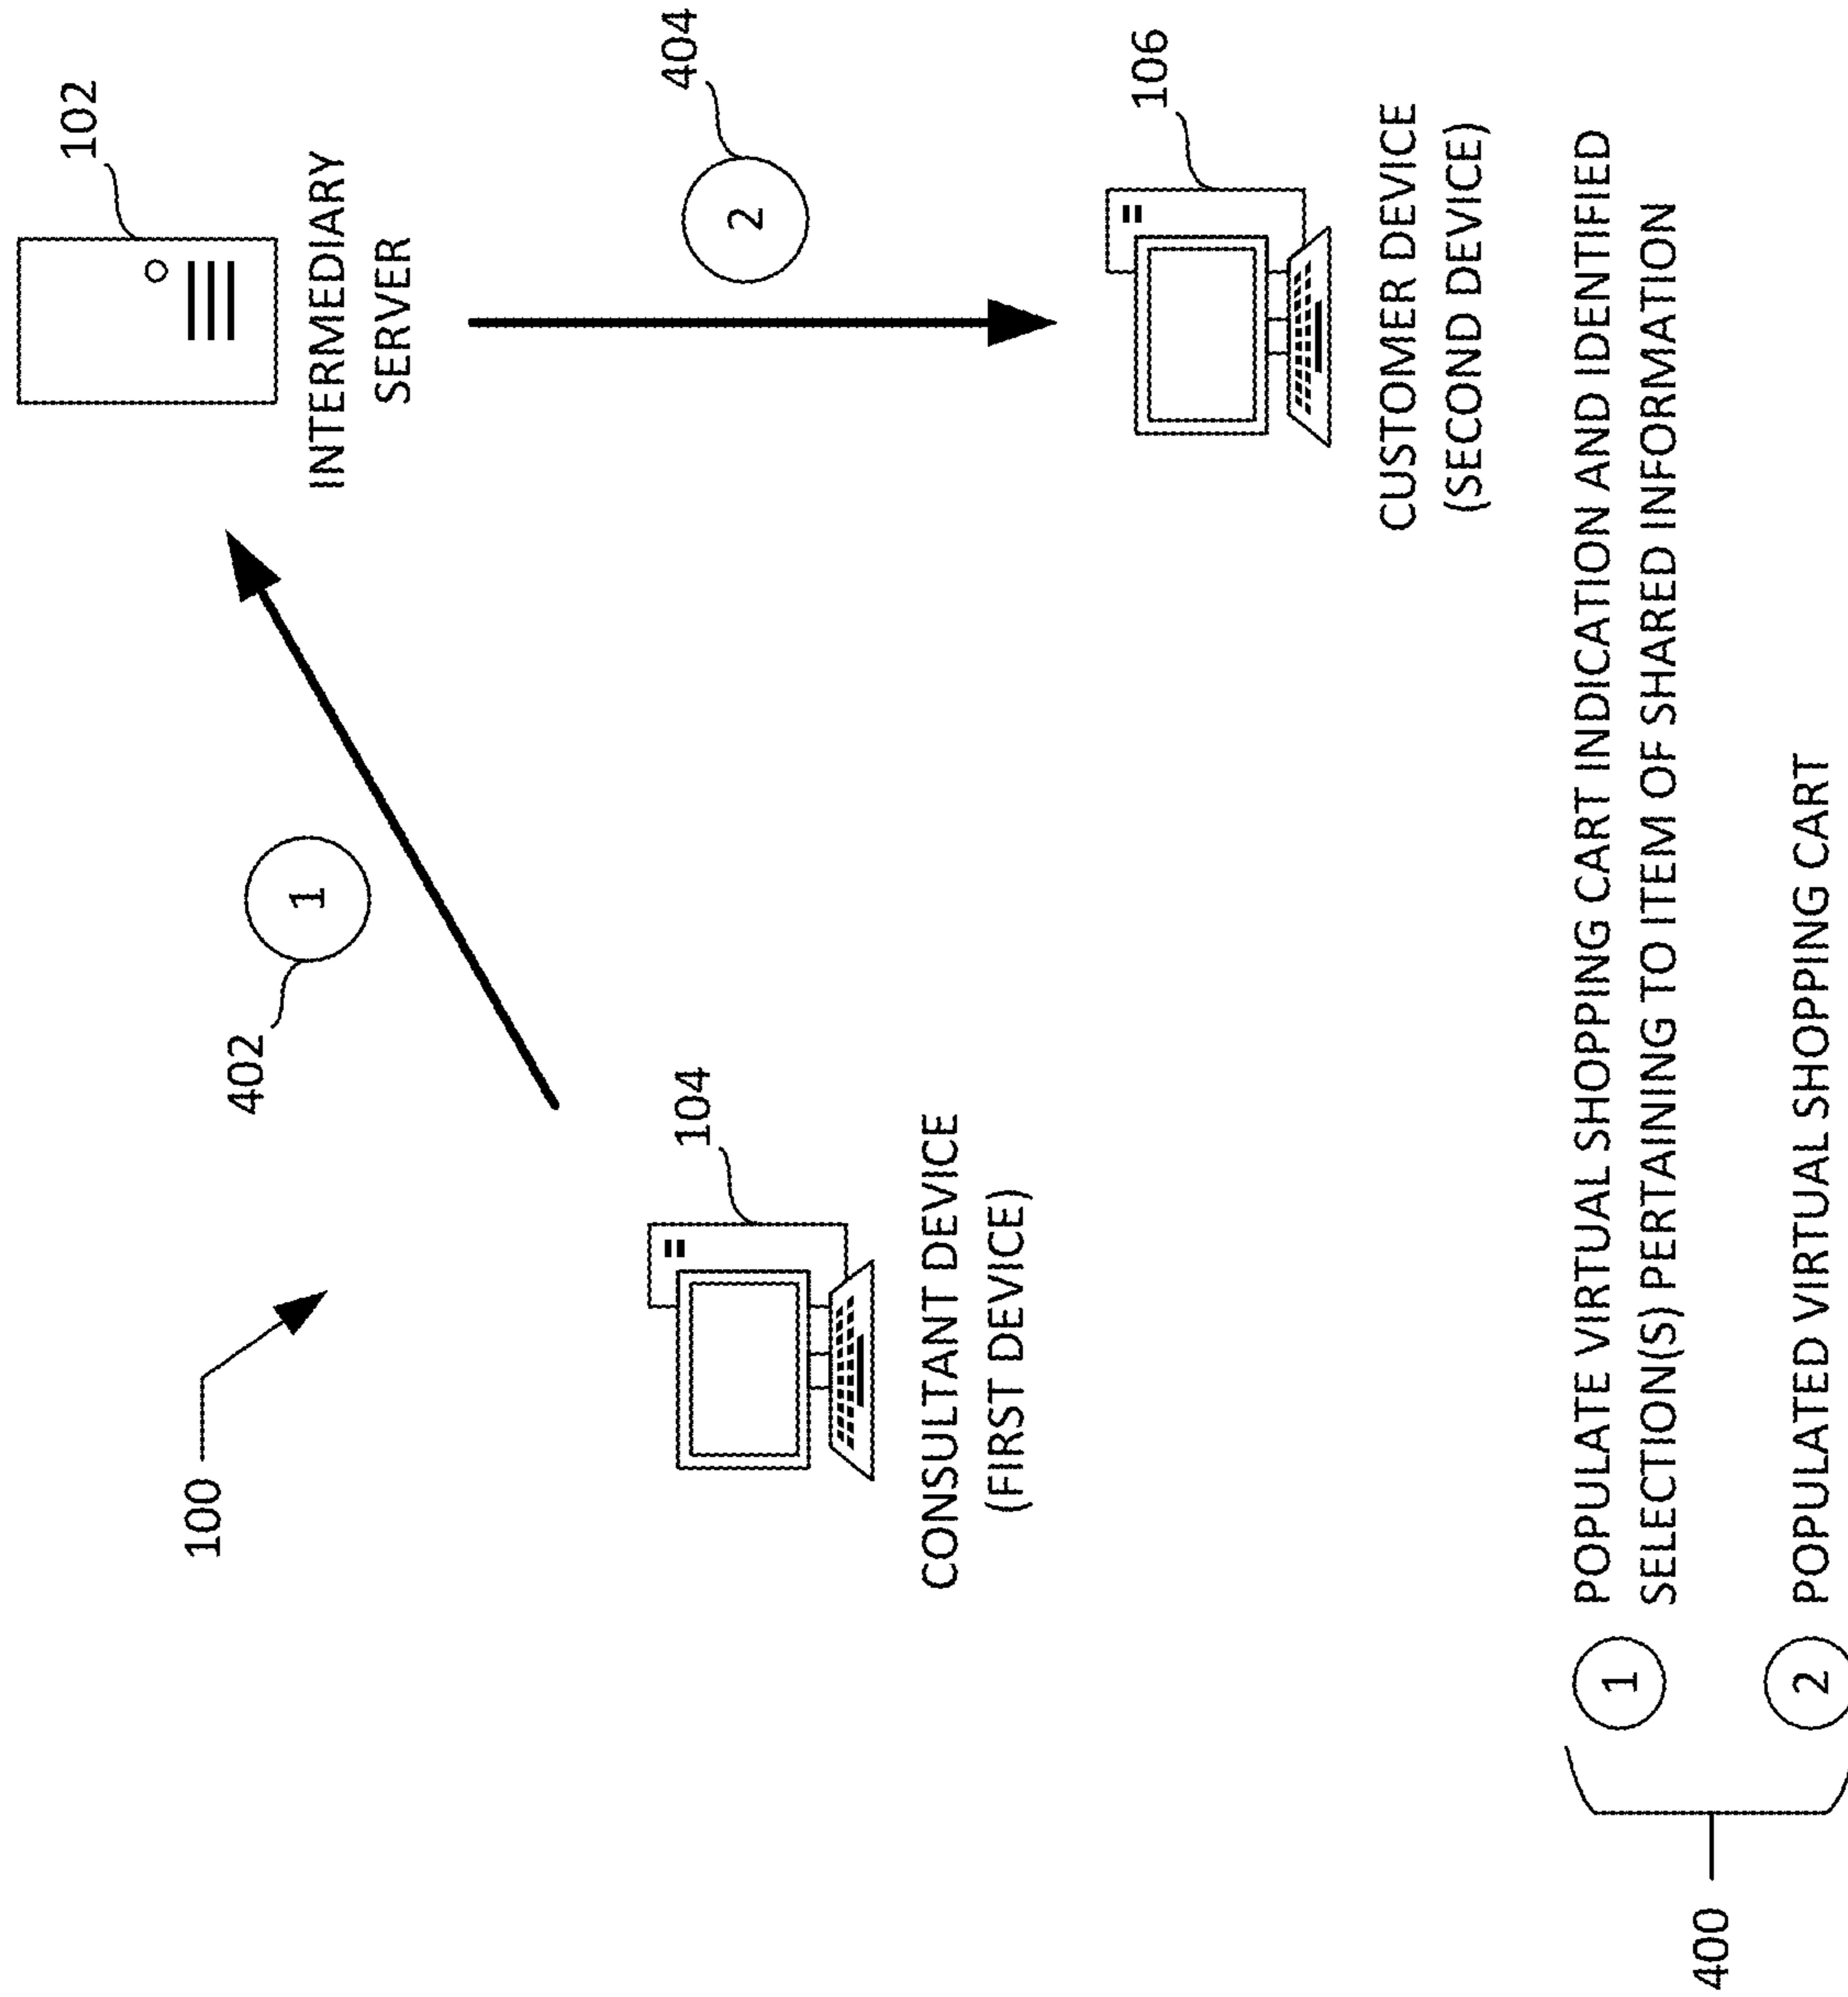 100
402
1
102
INTERMEDIARY
SERVER
104
CONSULTANT DEVICE
(FIRST DEVICE)
2
404
106
CUSTOMER DEVICE
(SECOND DEVICE)
400
1 POPULATE VIRTUAL SHOPPING CART INDICATION AND IDENTIFIED
SELECTION(S) PERTAINING TO ITEM OF SHARED INFORMATION
2 POPULATED VIRTUAL SHOPPING CART